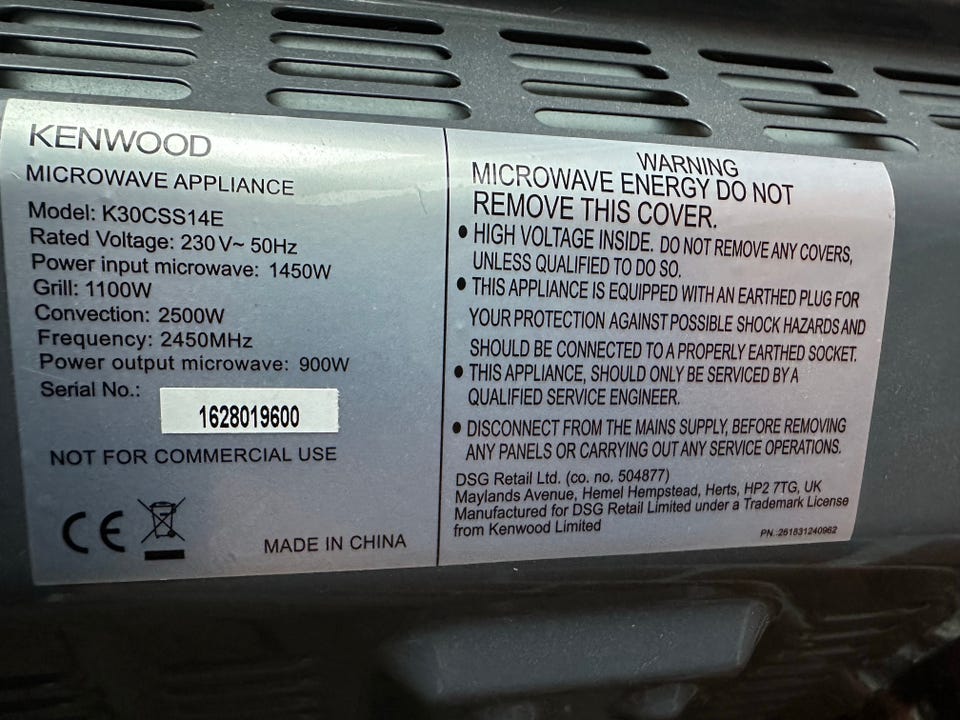 KENWOOD
MICROWAVE APPLIANCE
Model: K30CSS14E
Rated Voltage: 230 V~ 50Hz
Power input microwave: 1450W
Grill: 1100W
Convection: 2500W
Frequency: 2450MHz
Power output microwave: 900W
Serial No.:
1628019600
NOT FOR COMMERCIAL USE
CE
MADE IN CHINA
WARNING
MICROWAVE ENERGY DO NOT
REMOVE THIS COVER.
• HIGH VOLTAGE INSIDE. DO NOT REMOVE ANY COVERS,
UNLESS QUALIFIED TO DO SO.
• THIS APPLIANCE IS EQUIPPED WITH AN EARTHED PLUG FOR
YOUR PROTECTION AGAINST POSSIBLE SHOCK HAZARDS AND
SHOULD BE CONNECTED TO A PROPERLY EARTHED SOCKET.
• THIS APPLIANCE, SHOULD ONLY BE SERVICED BY A
QUALIFIED SERVICE ENGINEER.
• DISCONNECT FROM THE MAINS SUPPLY, BEFORE REMOVING
ANY PANELS OR CARRYING OUT ANY SERVICE OPERATIONS.
DSG Retail Ltd. (co. no. 504877)
Maylands Avenue, Hemel Hempstead, Herts, HP2 7TG, UK
Manufactured for DSG Retail Limited under a Trademark License
from Kenwood Limited
PN.:261831240962